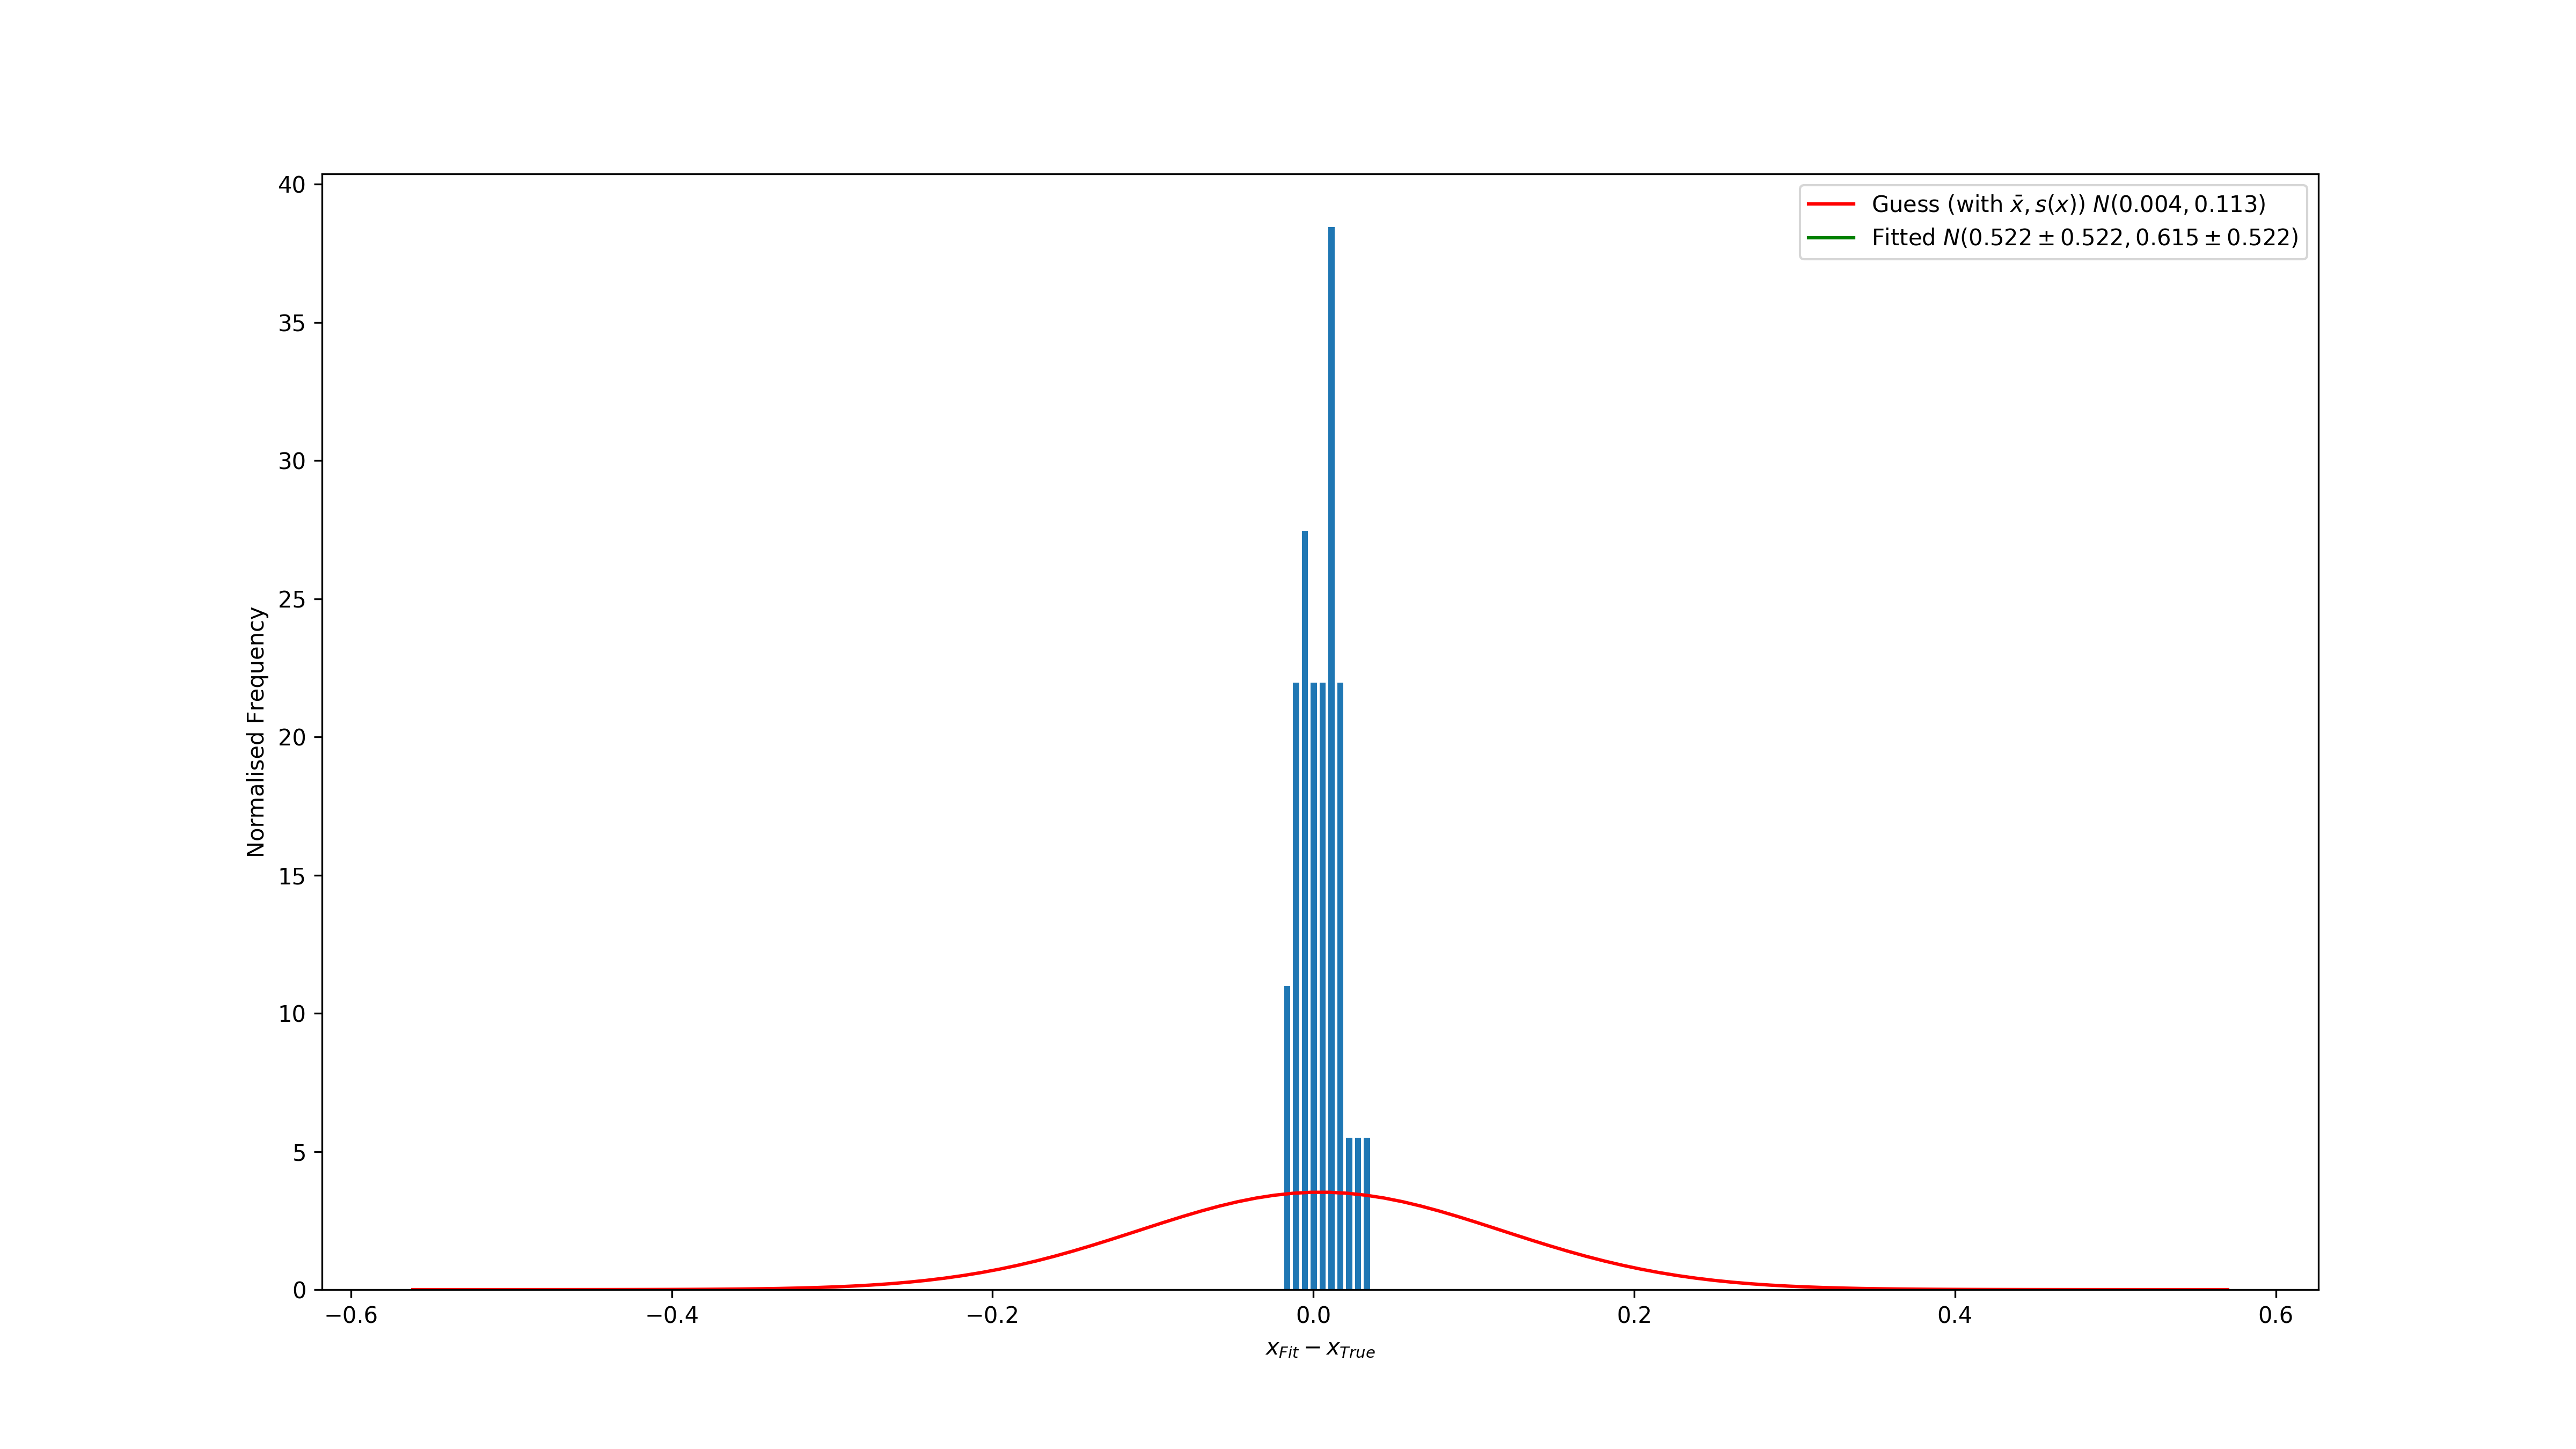 Guess (with x̄, s(x)) N(0.004, 0.113)
Fitted N(0.522 ± 0.522, 0.615 ± 0.522)
40
35
30
25
20
15
10
5
0
Normalised Frequency
−0.6 −0.4 −0.2 0.0 0.2 0.4 0.6
x_Fit − x_True